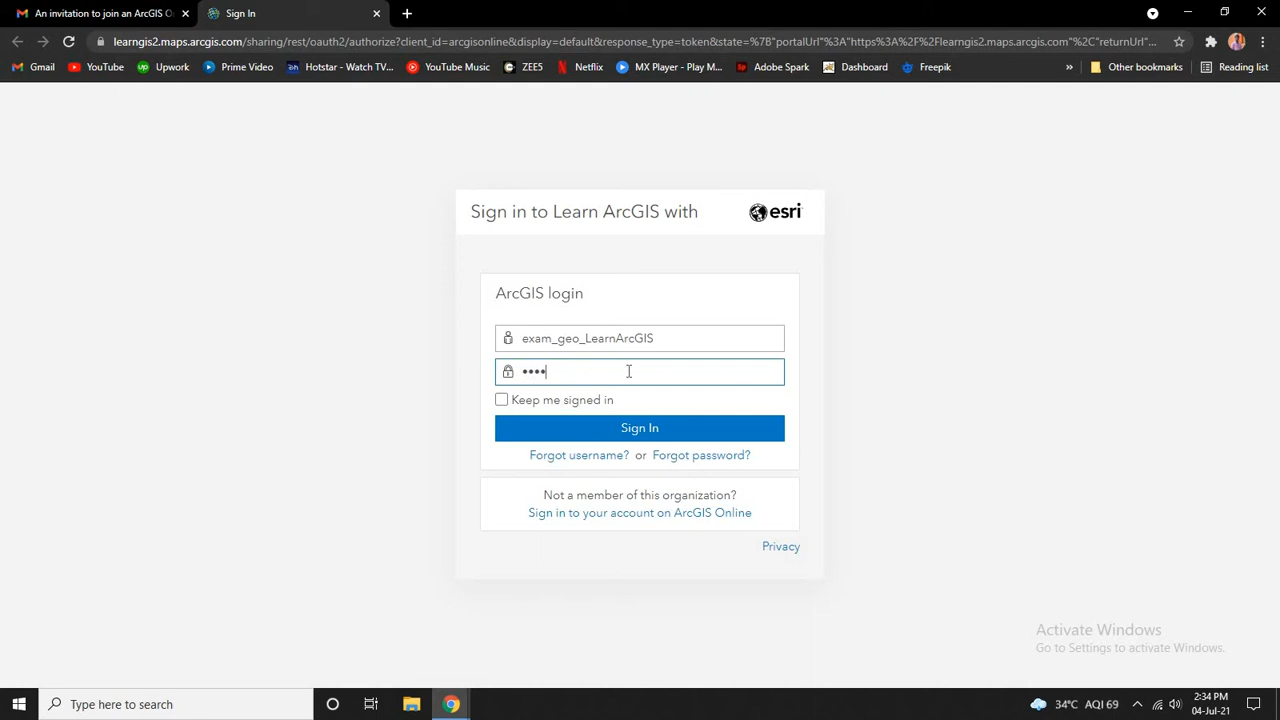 An invitation to join an ArcGIS O
Sign In
learngis2.maps.arcgis.com/sharing/rest/oauth2/authorize?client_id=arcgisonline&display=default&response_type=token&state=%7B"portalUrl"%3A"https%3A%2F%2Flearngis2.maps.arcgis.com"%2C"returnUrl"...
Gmail YouTube Upwork Prime Video Hotstar - Watch TV... YouTube Music ZEE5 Netflix MX Player - Play M... Adobe Spark Dashboard Freepik » Other bookmarks Reading list
Sign in to Learn ArcGIS with esri
ArcGIS login
exam_geo_LearnArcGIS
••••
Keep me signed in
Sign In
Forgot username? or Forgot password?
Not a member of this organization?
Sign in to your account on ArcGIS Online
Privacy
Activate Windows
Go to Settings to activate Windows.
Type here to search
34°C AQI 69
2:34 PM
04-Jul-21